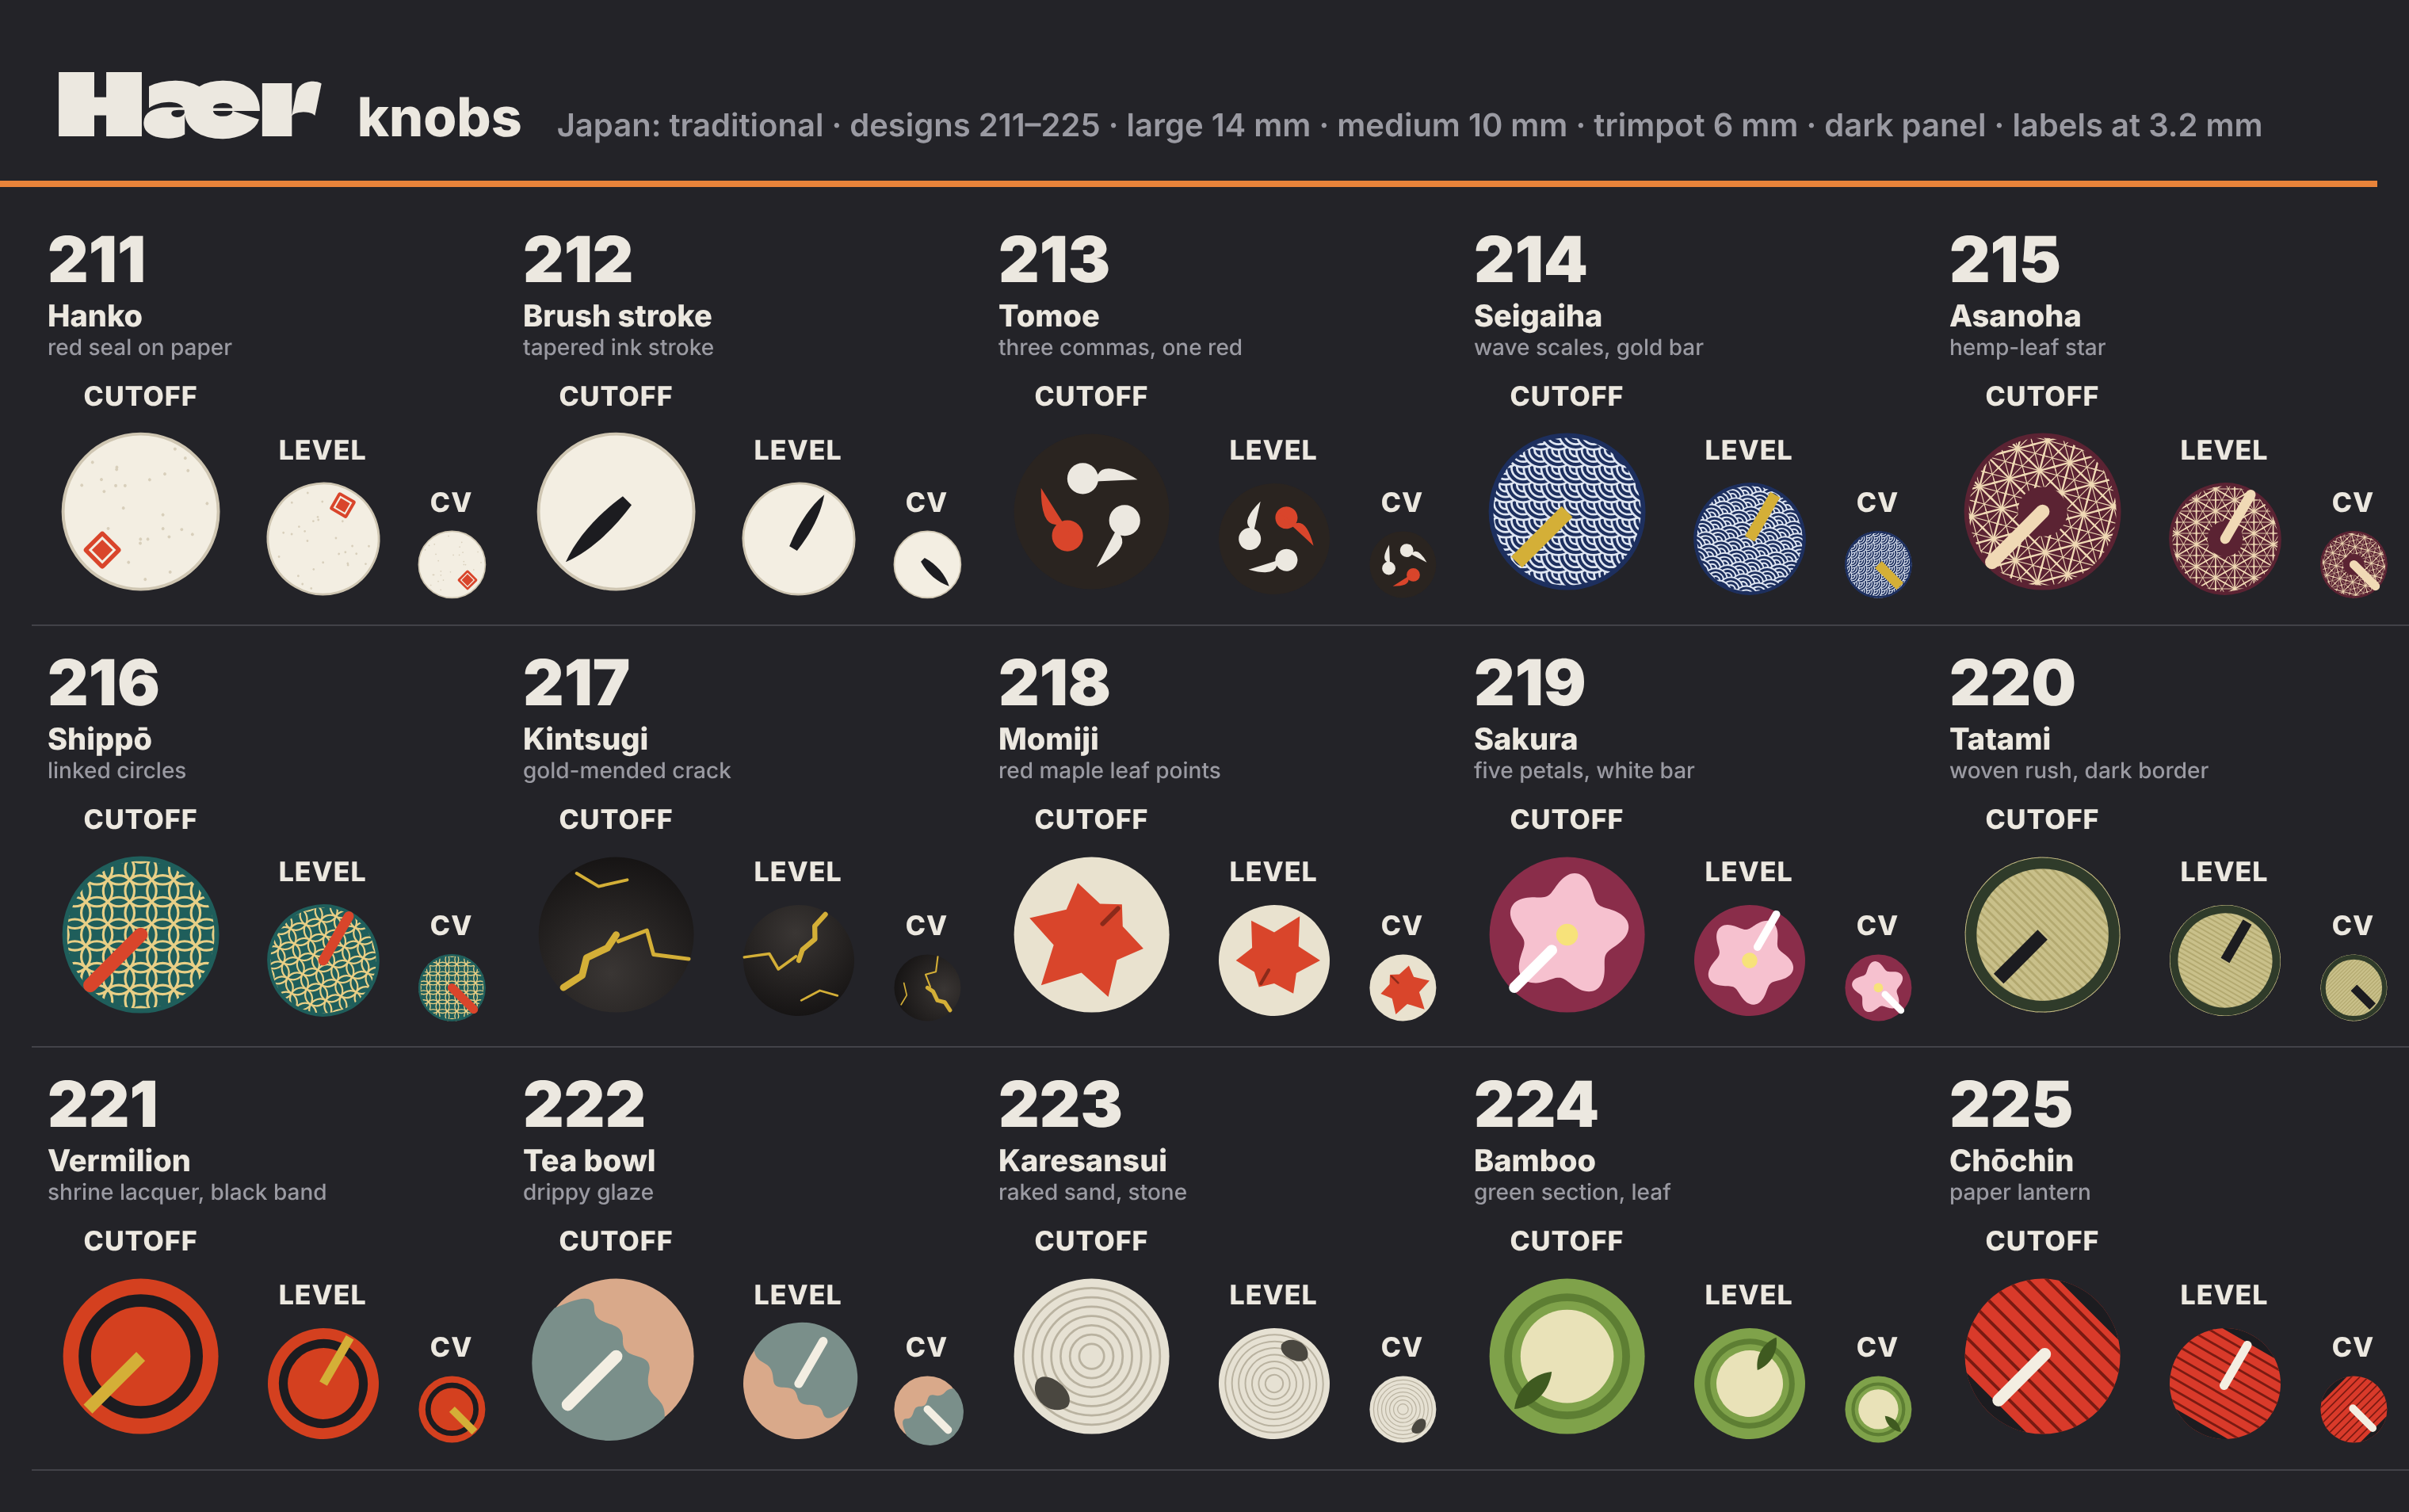 Hær knobs Japan: traditional · designs 211–225 · large 14 mm · medium 10 mm · trimpot 6 mm · dark panel · labels at 3.2 mm
211
Hanko
red seal on paper
CUTOFF
LEVEL
CV
212
Brush stroke
tapered ink stroke
CUTOFF
LEVEL
CV
213
Tomoe
three commas, one red
CUTOFF
LEVEL
CV
214
Seigaiha
wave scales, gold bar
CUTOFF
LEVEL
CV
215
Asanoha
hemp-leaf star
CUTOFF
LEVEL
CV
216
Shippō
linked circles
CUTOFF
LEVEL
CV
217
Kintsugi
gold-mended crack
CUTOFF
LEVEL
CV
218
Momiji
red maple leaf points
CUTOFF
LEVEL
CV
219
Sakura
five petals, white bar
CUTOFF
LEVEL
CV
220
Tatami
woven rush, dark border
CUTOFF
LEVEL
CV
221
Vermilion
shrine lacquer, black band
CUTOFF
LEVEL
CV
222
Tea bowl
drippy glaze
CUTOFF
LEVEL
CV
223
Karesansui
raked sand, stone
CUTOFF
LEVEL
CV
224
Bamboo
green section, leaf
CUTOFF
LEVEL
CV
225
Chōchin
paper lantern
CUTOFF
LEVEL
CV